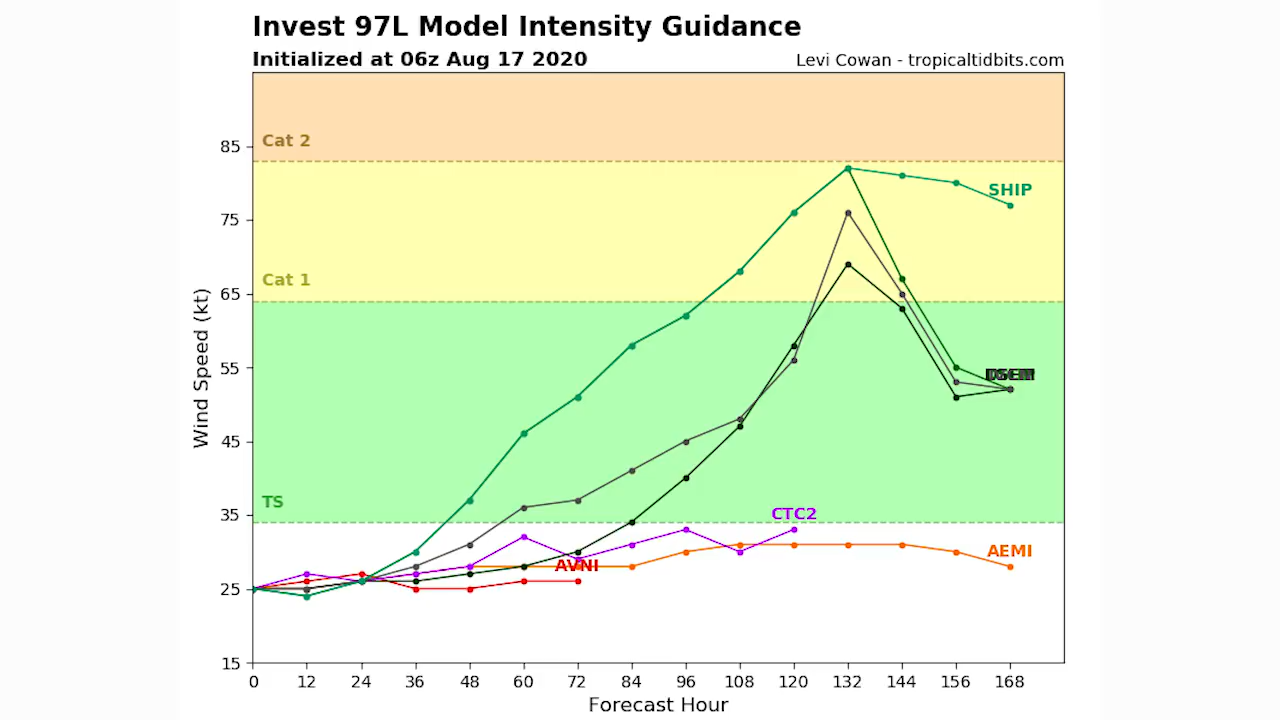 Invest 97L Model Intensity Guidance
Initialized at 06z Aug 17 2020
Levi Cowan - tropicaltidbits.com
Cat 2
85
SHIP
75
Cat 1
65
Wind Speed (kt)
55
45
TS
35
CTC2
AEMI
AVNI
25
15
0 12 24 36 48 60 72 84 96 108 120 132 144 156 168
Forecast Hour